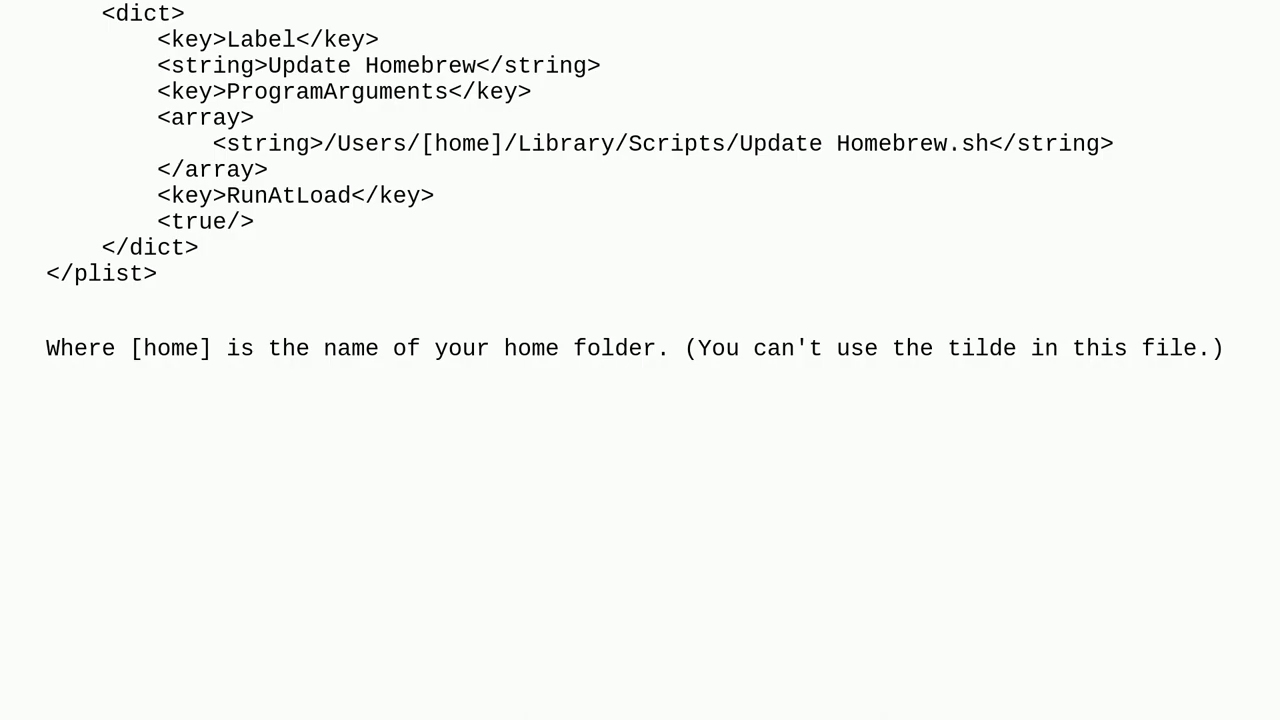 <dict>
<key>Label</key>
<string>Update Homebrew</string>
<key>ProgramArguments</key>
<array>
<string>/Users/[home]/Library/Scripts/Update Homebrew.sh</string>
</array>
<key>RunAtLoad</key>
<true/>
</dict>
</plist>
Where [home] is the name of your home folder. (You can't use the tilde in this file.)